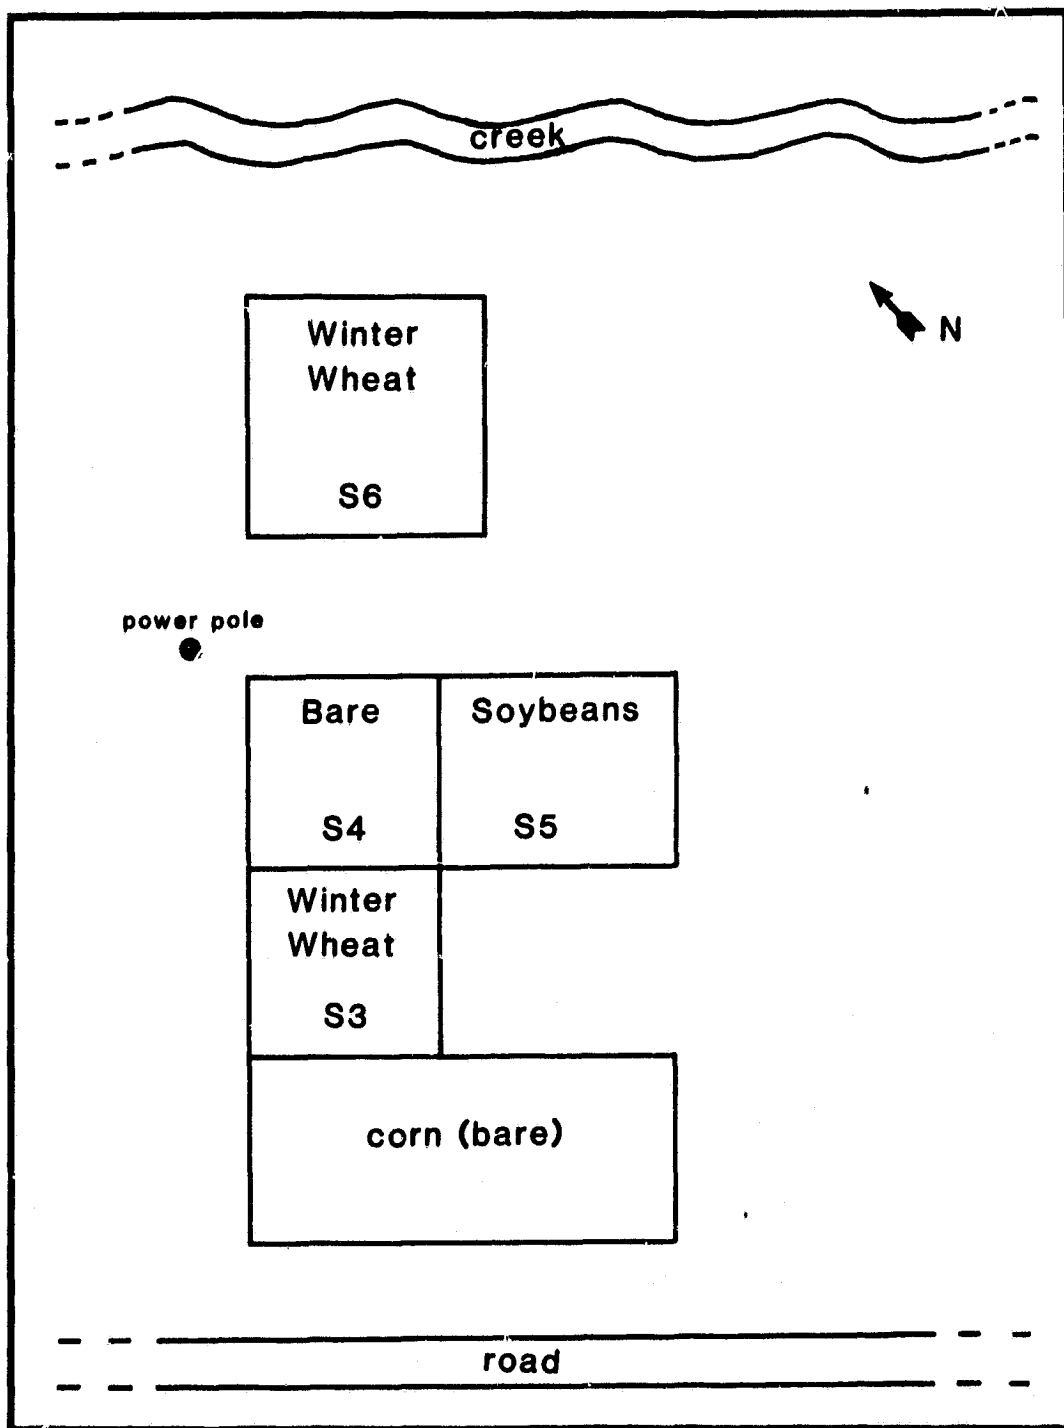 creek
N
Winter
Wheat
S6
power pole
Bare
S4
Soybeans
S5
Winter
Wheat
S3
corn (bare)
road